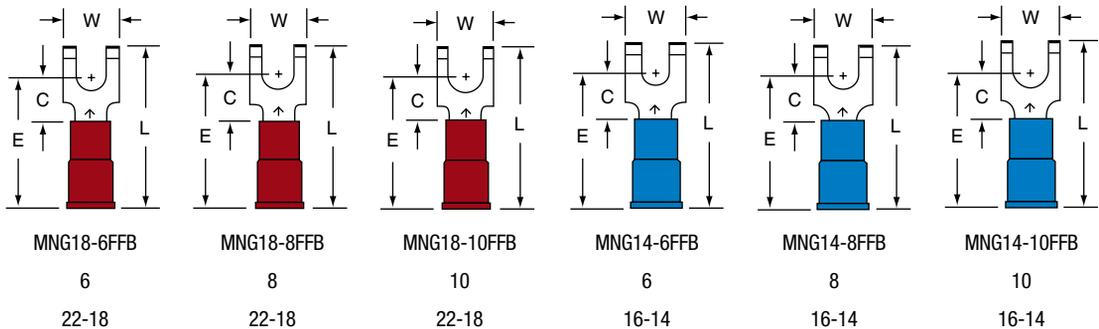 W W W W W W
C C C C C C
E L E L E L E L E L E L
MNG18-6FFB MNG18-8FFB MNG18-10FFB MNG14-6FFB MNG14-8FFB MNG14-10FFB
6 8 10 6 8 10
22-18 22-18 22-18 16-14 16-14 16-14